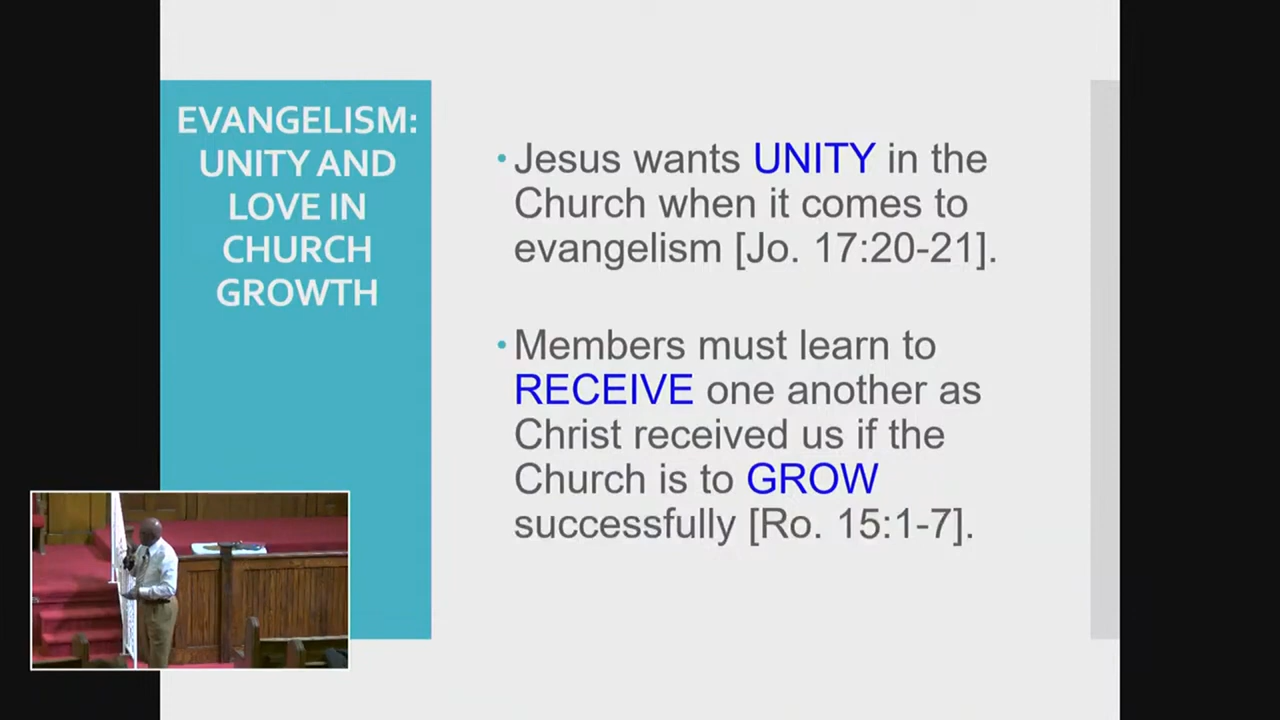 EVANGELISM:
UNITY AND
LOVE IN
CHURCH
GROWTH
• Jesus wants UNITY in the
Church when it comes to
evangelism [Jo. 17:20-21].
• Members must learn to
RECEIVE one another as
Christ received us if the
Church is to GROW
successfully [Ro. 15:1-7].